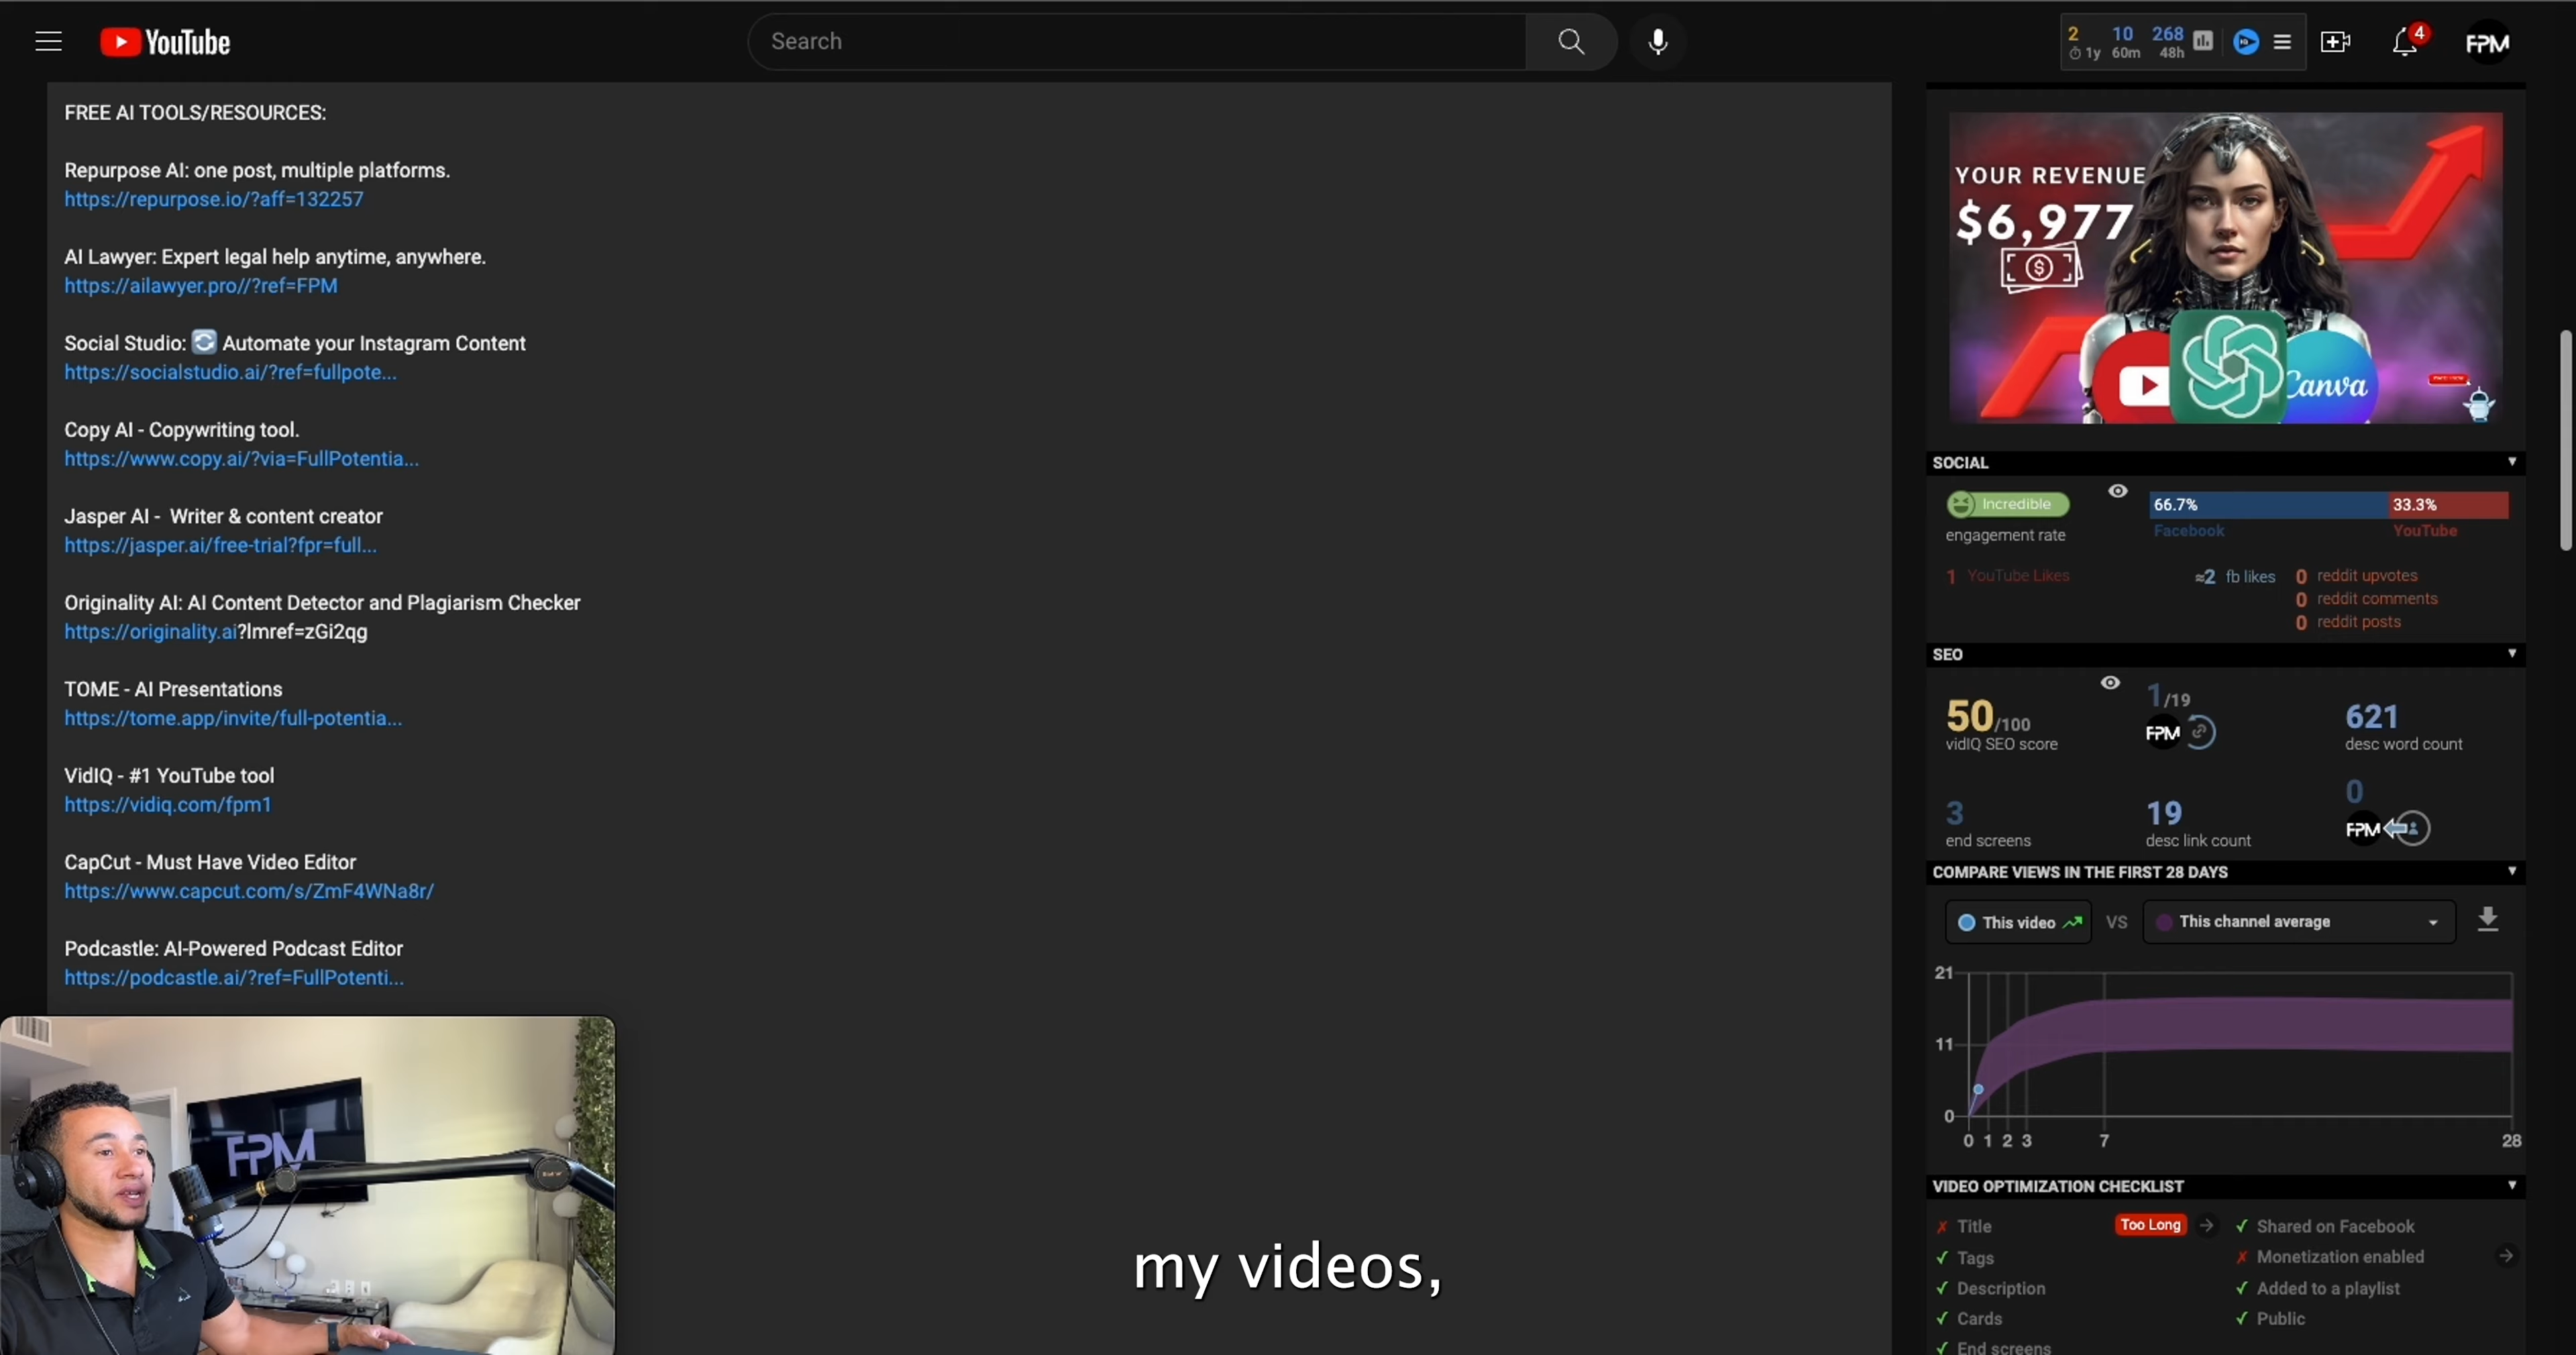 YouTube
Search
2 10 268
1y 60m 48h
4
FPM
FREE AI TOOLS/RESOURCES:
Repurpose AI: one post, multiple platforms.
https://repurpose.io/?aff=132257
AI Lawyer: Expert legal help anytime, anywhere.
https://ailawyer.pro//?ref=FPM
Social Studio: 🔄 Automate your Instagram Content
https://socialstudio.ai/?ref=fullpote...
Copy AI - Copywriting tool.
https://www.copy.ai/?via=FullPotentia...
Jasper AI -  Writer & content creator
https://jasper.ai/free-trial?fpr=full...
Originality AI: AI Content Detector and Plagiarism Checker
https://originality.ai?lmref=zGi2qg
TOME - AI Presentations
https://tome.app/invite/full-potentia...
VidIQ - #1 YouTube tool
https://vidiq.com/fpm1
CapCut - Must Have Video Editor
https://www.capcut.com/s/ZmF4WNa8r/
Podcastle: AI-Powered Podcast Editor
https://podcastle.ai/?ref=FullPotenti...
FPM
my videos,
YOUR REVENUE
$6,977
Canva
SOCIAL
Incredible
engagement rate
66.7% 33.3%
Facebook YouTube
1 YouTube Likes
≈2 fb likes
0 reddit upvotes
0 reddit comments
0 reddit posts
SEO
50/100
vidIQ SEO score
1/19
FPM
621
desc word count
3
end screens
19
desc link count
0
FPM
COMPARE VIEWS IN THE FIRST 28 DAYS
This video VS This channel average
21
11
0
0 1 2 3 7 28
VIDEO OPTIMIZATION CHECKLIST
Title Too Long
Tags
Description
Cards
End screens
Shared on Facebook
Monetization enabled
Added to a playlist
Public